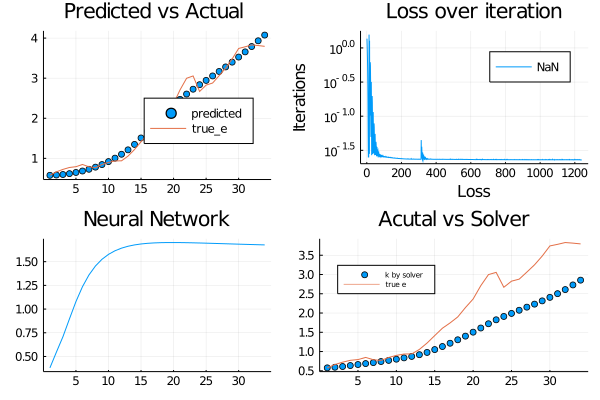 Predicted vs Actual
4
3
2
1
predicted
true_e
5 10 15 20 25 30
Loss over iteration
Iterations
10^0.0
10^-0.5
10^-1.0
10^-1.5
NaN
0 200 400 600 800 1000 1200
Loss
Neural Network
1.50
1.25
1.00
0.75
0.50
5 10 15 20 25 30
Acutal vs Solver
3.5
3.0
2.5
2.0
1.5
1.0
0.5
k by solver
true e
0 5 10 15 20 25 30